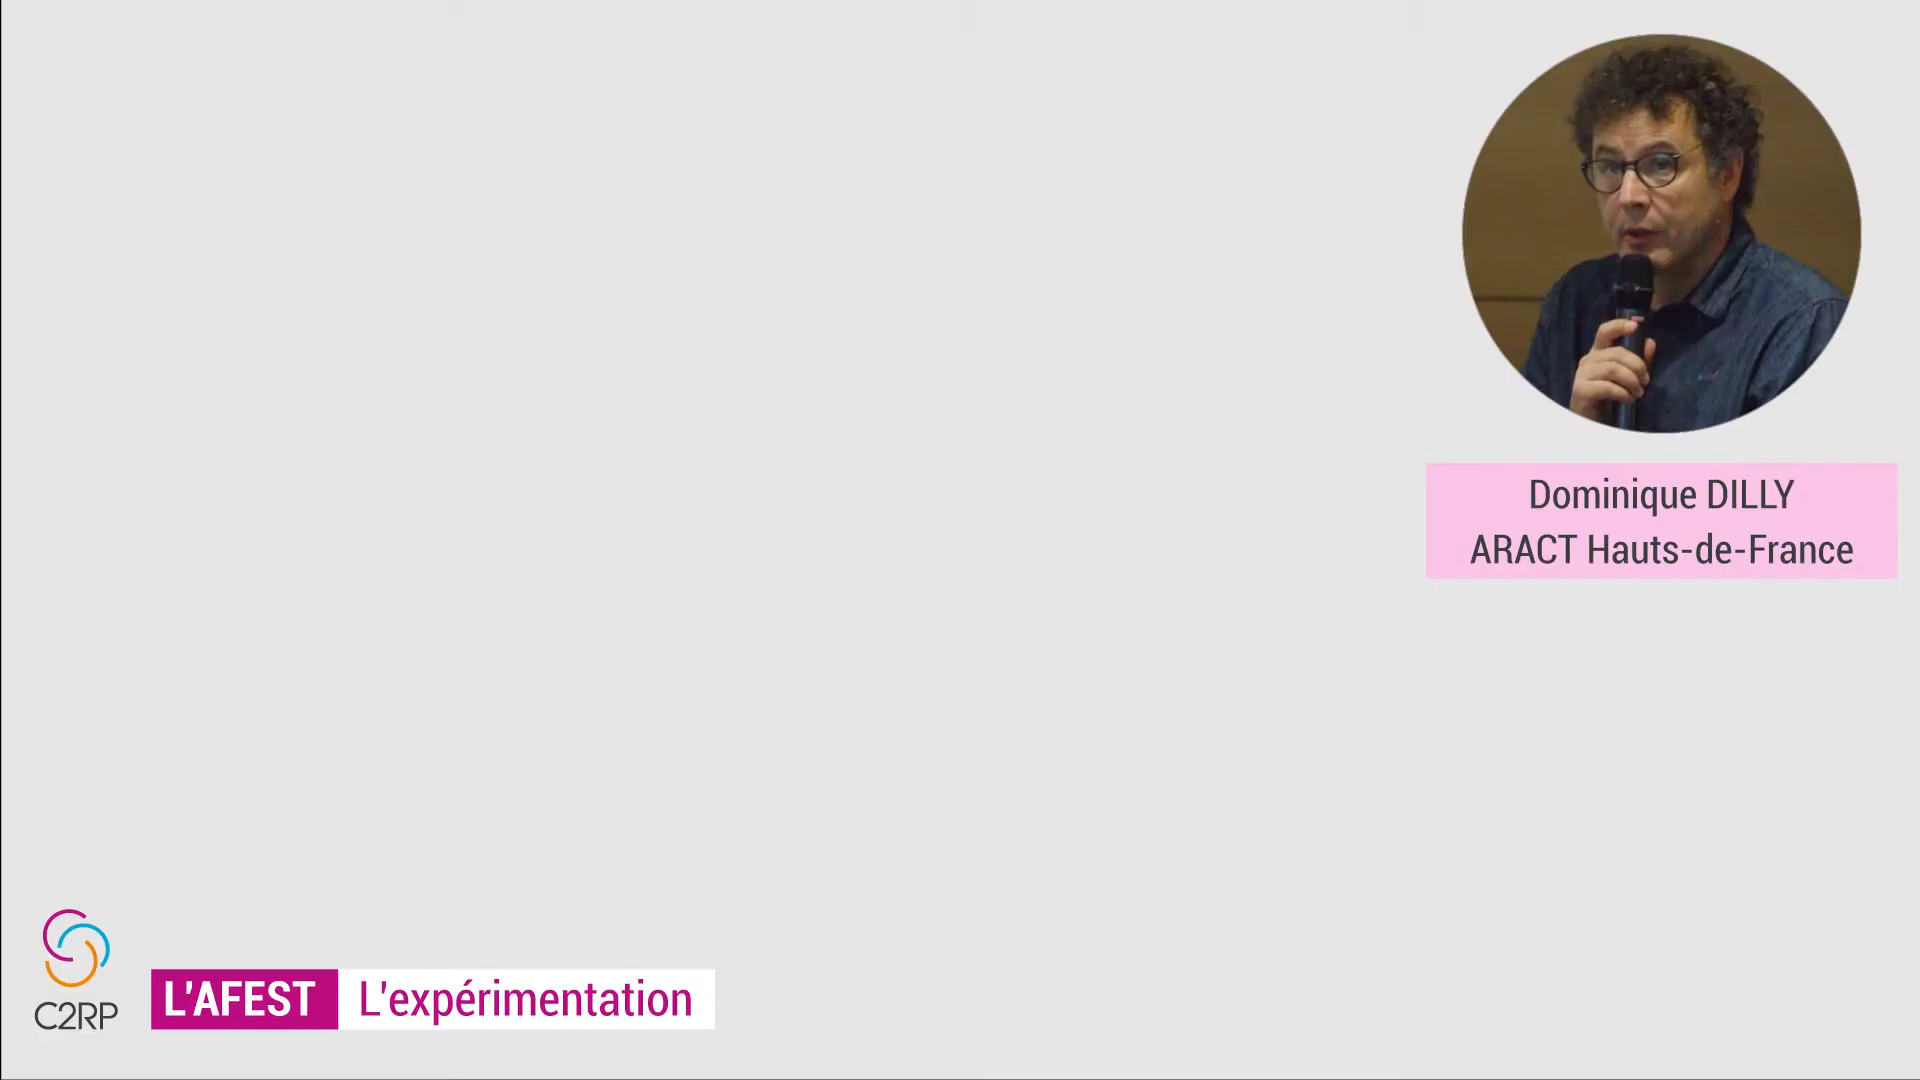 Dominique DILLY
ARACT Hauts-de-France
C2RP
L'AFEST L'expérimentation